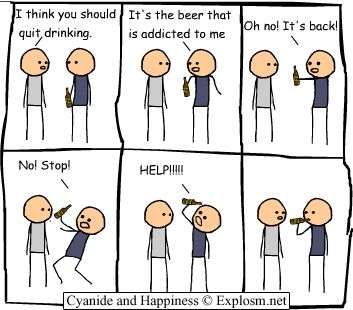 I think you should
quit drinking.
It's the beer that
is addicted to me
Oh no! It's back!
No! Stop!
HELP!!!!!
Cyanide and Happiness © Explosm.net